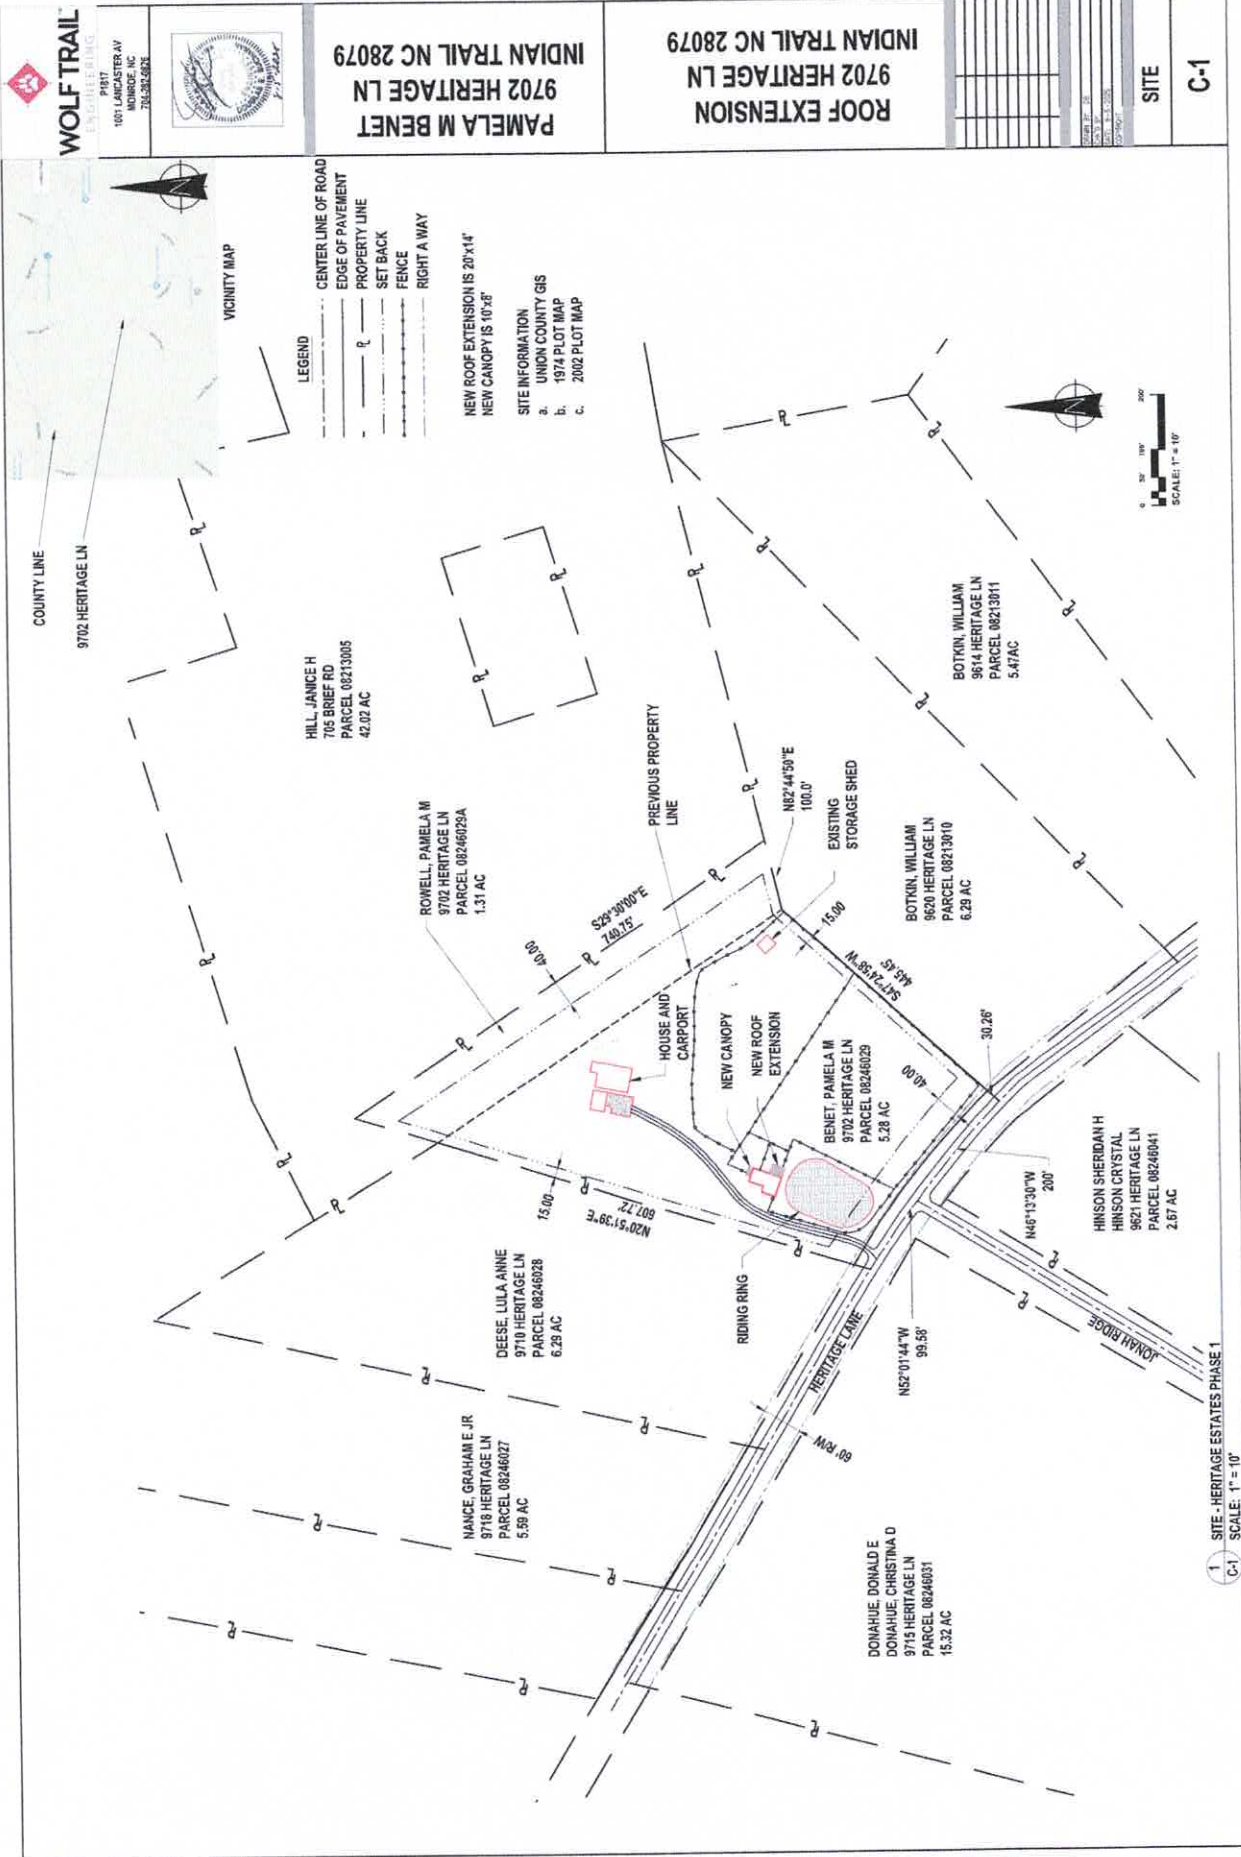 WOLF TRAIL
ENGINEERING
P1817
1001 LANCASTER AV
MONROE, NC
704-282-0826
PAMELA M BENET
9702 HERITAGE LN
INDIAN TRAIL NC 28079
ROOF EXTENSION
9702 HERITAGE LN
INDIAN TRAIL NC 28079
SITE
C-1
COUNTY LINE
9702 HERITAGE LN
VICINITY MAP
N
LEGEND
CENTER LINE OF ROAD
EDGE OF PAVEMENT
PROPERTY LINE
SET BACK
FENCE
RIGHT A WAY
NEW ROOF EXTENSION IS 20'x14'
NEW CANOPY IS 10'x8'
SITE INFORMATION
a. UNION COUNTY GIS
b. 1974 PLOT MAP
c. 2002 PLOT MAP
HILL, JANICE H
705 BRIEF RD
PARCEL 08213005
42.02 AC
ROWELL, PAMELA M
9702 HERITAGE LN
PARCEL 08246029A
1.31 AC
PREVIOUS PROPERTY
LINE
S29°30'00"E
740.75'
40.00
N82°44'50"E
100.0'
EXISTING
STORAGE SHED
15.00
S47°24'58"W
445.45'
HOUSE AND
CARPORT
NEW CANOPY
NEW ROOF
EXTENSION
BENET, PAMELA M
9702 HERITAGE LN
PARCEL 08246029
5.28 AC
40.00
30.26'
15.00
N20°51'39"E
607.72'
RIDING RING
BOTKIN, WILLIAM
9614 HERITAGE LN
PARCEL 08213011
5.47AC
BOTKIN, WILLIAM
9620 HERITAGE LN
PARCEL 08213010
6.29 AC
DEESE, LULA ANNE
9710 HERITAGE LN
PARCEL 08246028
6.29 AC
NANCE, GRAHAM E JR
9718 HERITAGE LN
PARCEL 08246027
5.59 AC
HERITAGE LANE
60' R/W
N52°01'44"W
99.58'
N46°13'30"W
200'
JONAH RIDGE
HINSON SHERIDAN H
HINSON CRYSTAL
9621 HERITAGE LN
PARCEL 08246041
2.67 AC
DONAHUE, DONALD E
DONAHUE, CHRISTINA D
9715 HERITAGE LN
PARCEL 08246031
15.32 AC
N
0 50' 100' 200'
SCALE: 1" = 10'
1 SITE - HERITAGE ESTATES PHASE 1
C-1 SCALE: 1" = 10'